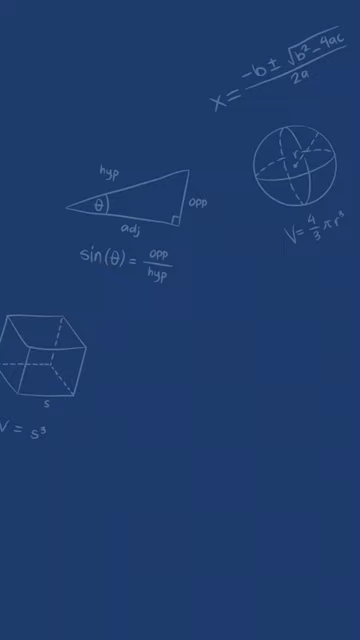 x = -b ± √b² - 4ac / 2a
hyp
θ
opp
adj
r
V = 4/3 πr³
sin(θ) = opp/hyp
s
V = s³